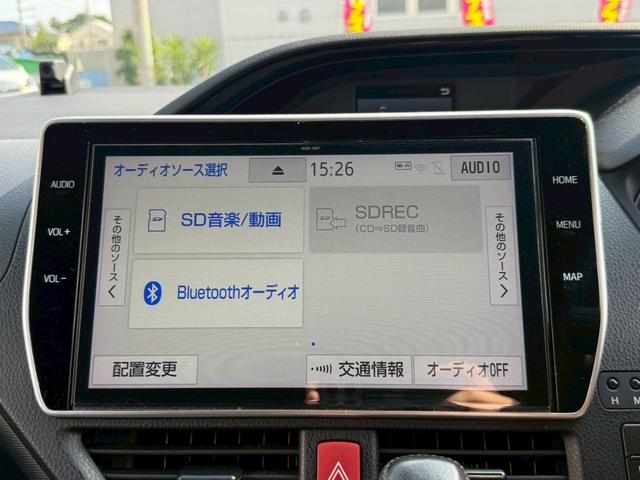 オーディオソース選択
15:26
Wi-Fi
AUDIO
AUDIO
VOL+
VOL-
HOME
MENU
MAP
その他のソース
SD音楽/動画
SDREC
(CD⇒SD録音曲)
その他のソース
Bluetoothオーディオ
配置変更
交通情報
オーディオOFF
H
M